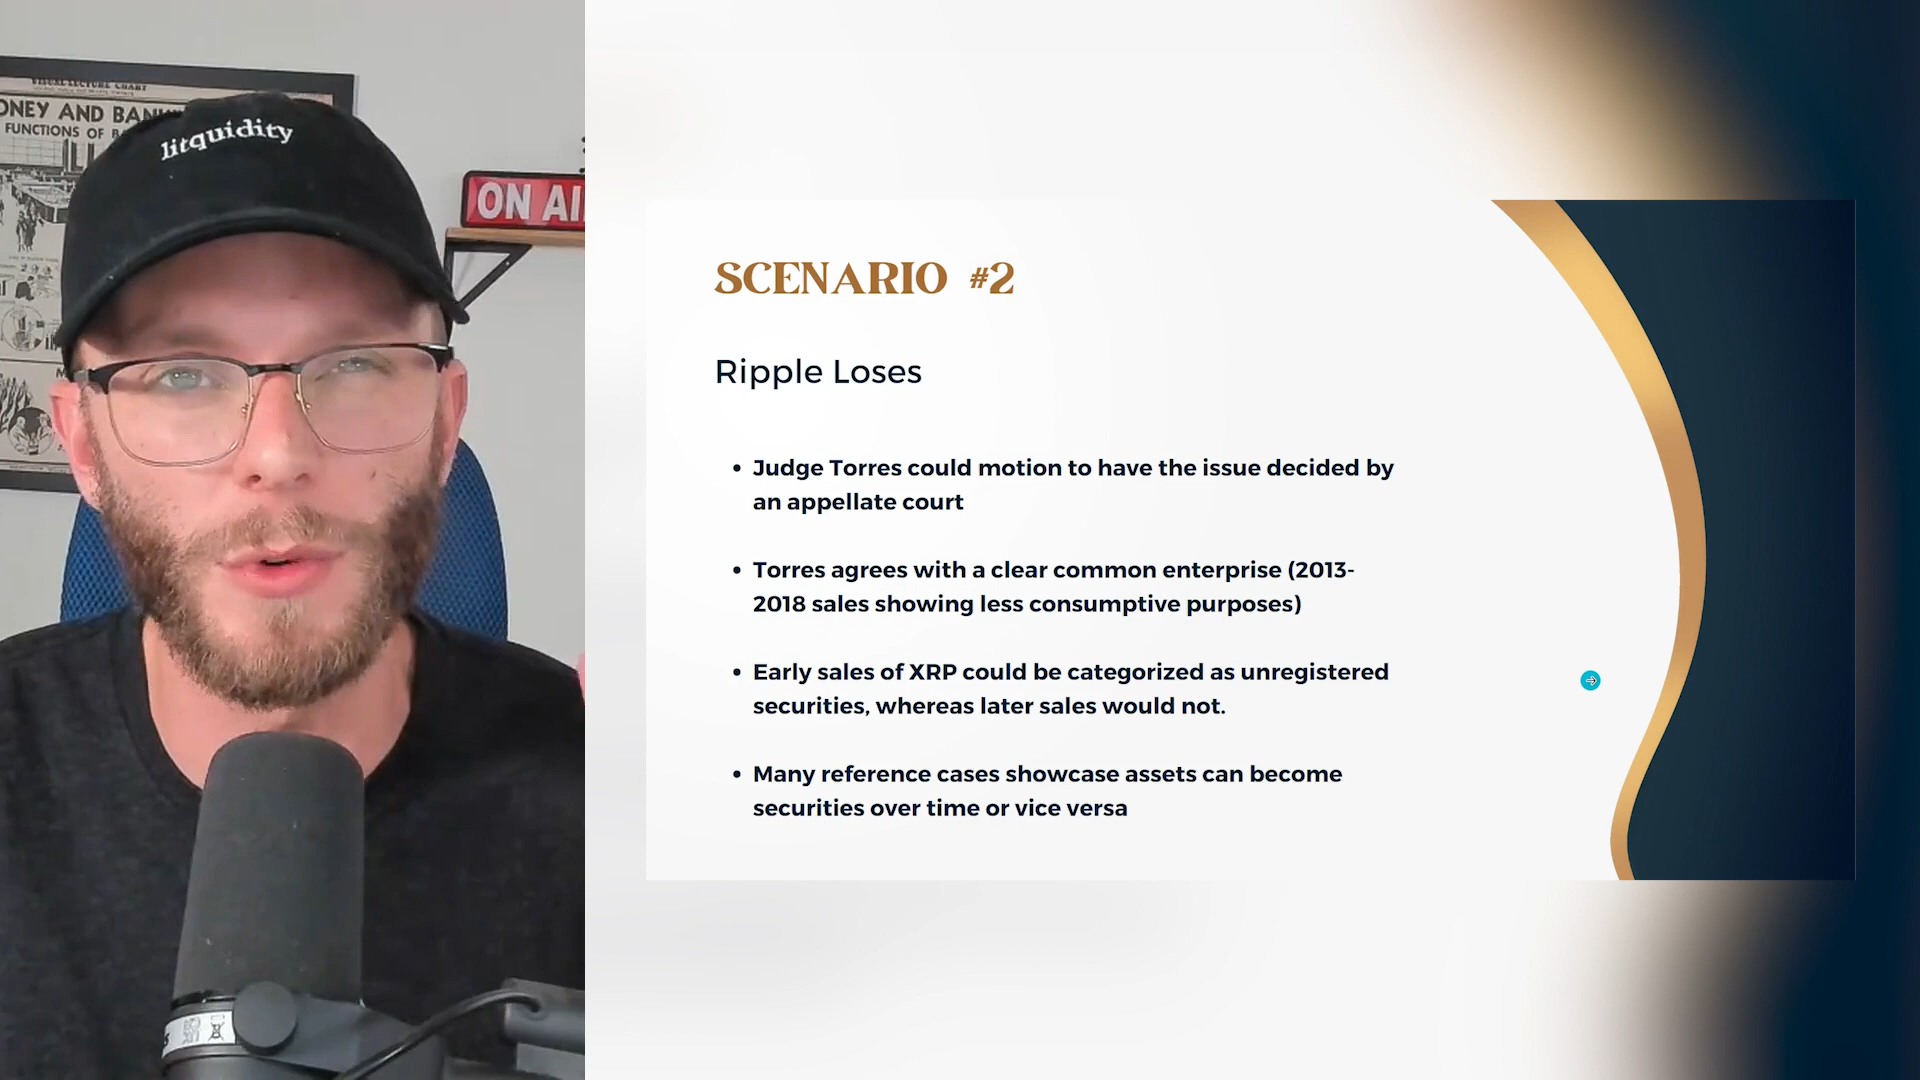 VISUAL LECTURE CHART
ONEY AND BANK
FUNCTIONS OF B
litquidity
ON AI
SCENARIO #2
Ripple Loses
• Judge Torres could motion to have the issue decided by
an appellate court
• Torres agrees with a clear common enterprise (2013-
2018 sales showing less consumptive purposes)
• Early sales of XRP could be categorized as unregistered
securities, whereas later sales would not.
• Many reference cases showcase assets can become
securities over time or vice versa